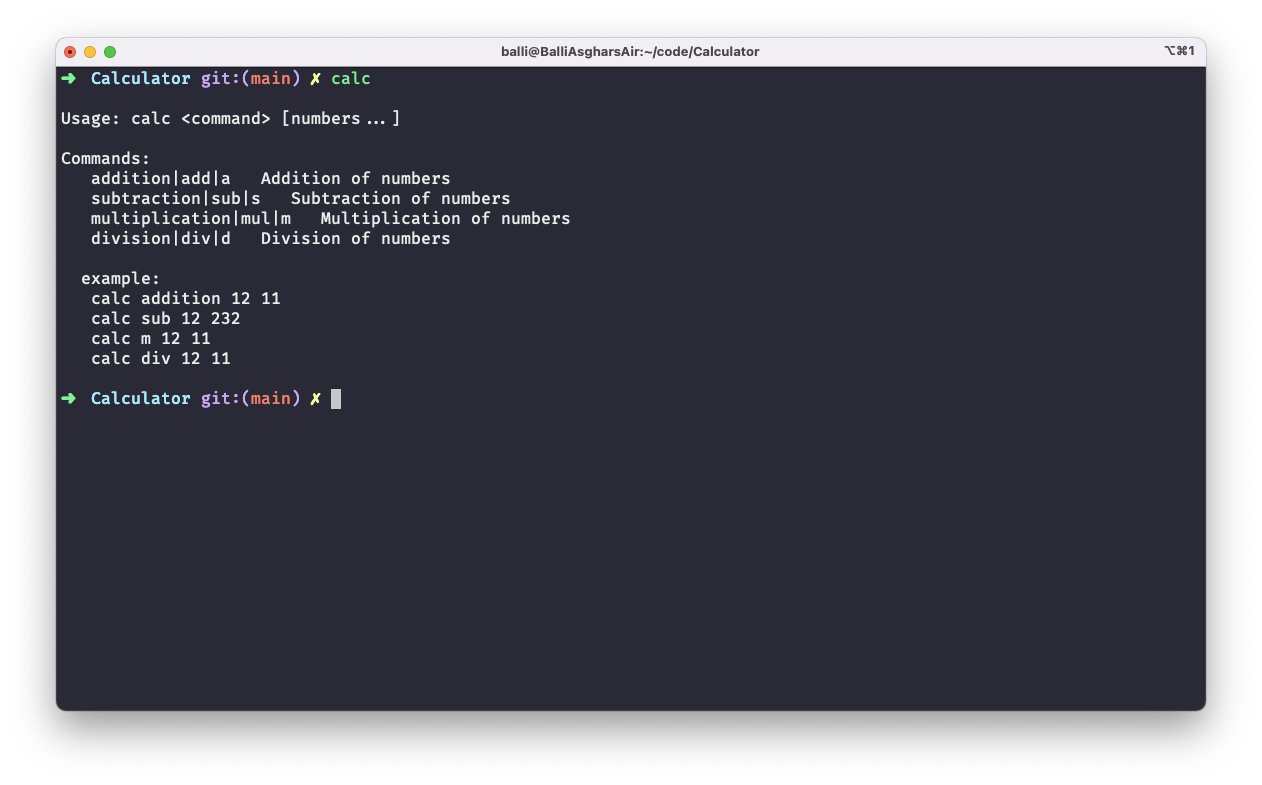 balli@BalliAsgharsAir:~/code/Calculator ⌥⌘1
➜ Calculator git:(main) ✗ calc
Usage: calc <command> [numbers...]
Commands:
addition|add|a   Addition of numbers
subtraction|sub|s   Subtraction of numbers
multiplication|mul|m   Multiplication of numbers
division|div|d   Division of numbers
example:
calc addition 12 11
calc sub 12 232
calc m 12 11
calc div 12 11
➜ Calculator git:(main) ✗